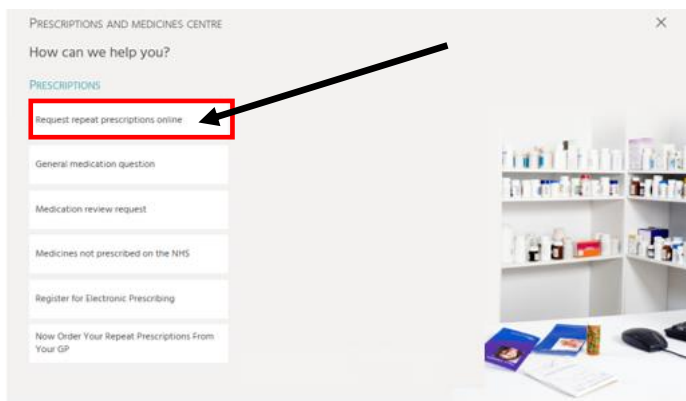 PRESCRIPTIONS AND MEDICINES CENTRE
How can we help you?
PRESCRIPTIONS
Request repeat prescriptions online
General medication question
Medication review request
Medicines not prescribed on the NHS
Register for Electronic Prescribing
Now Order Your Repeat Prescriptions From
Your GP